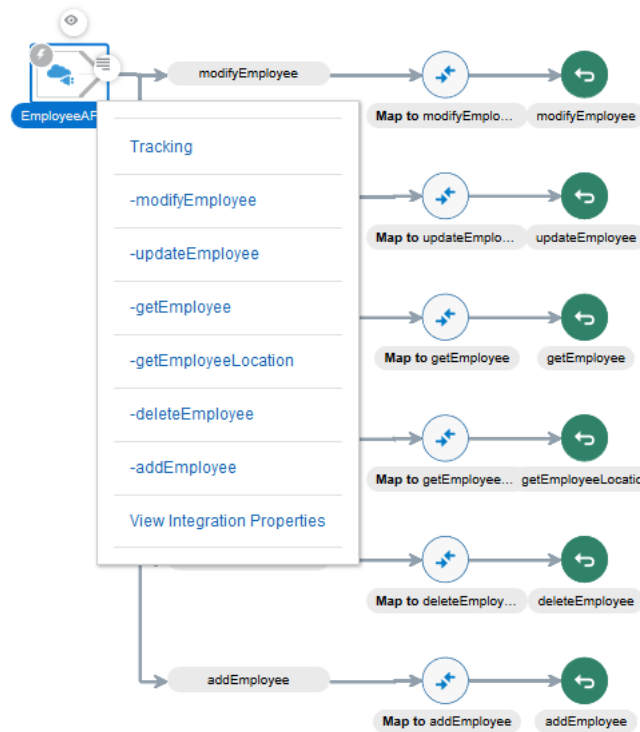 modifyEmployee
EmployeeAF
Map to modifyEmplo...
modifyEmployee
Tracking
-modifyEmployee
-updateEmployee
-getEmployee
-getEmployeeLocation
-deleteEmployee
-addEmployee
View Integration Properties
Map to updateEmplo...
updateEmployee
Map to getEmployee
getEmployee
Map to getEmployee...
getEmployeeLocatio
Map to deleteEmploy...
deleteEmployee
addEmployee
Map to addEmployee
addEmployee